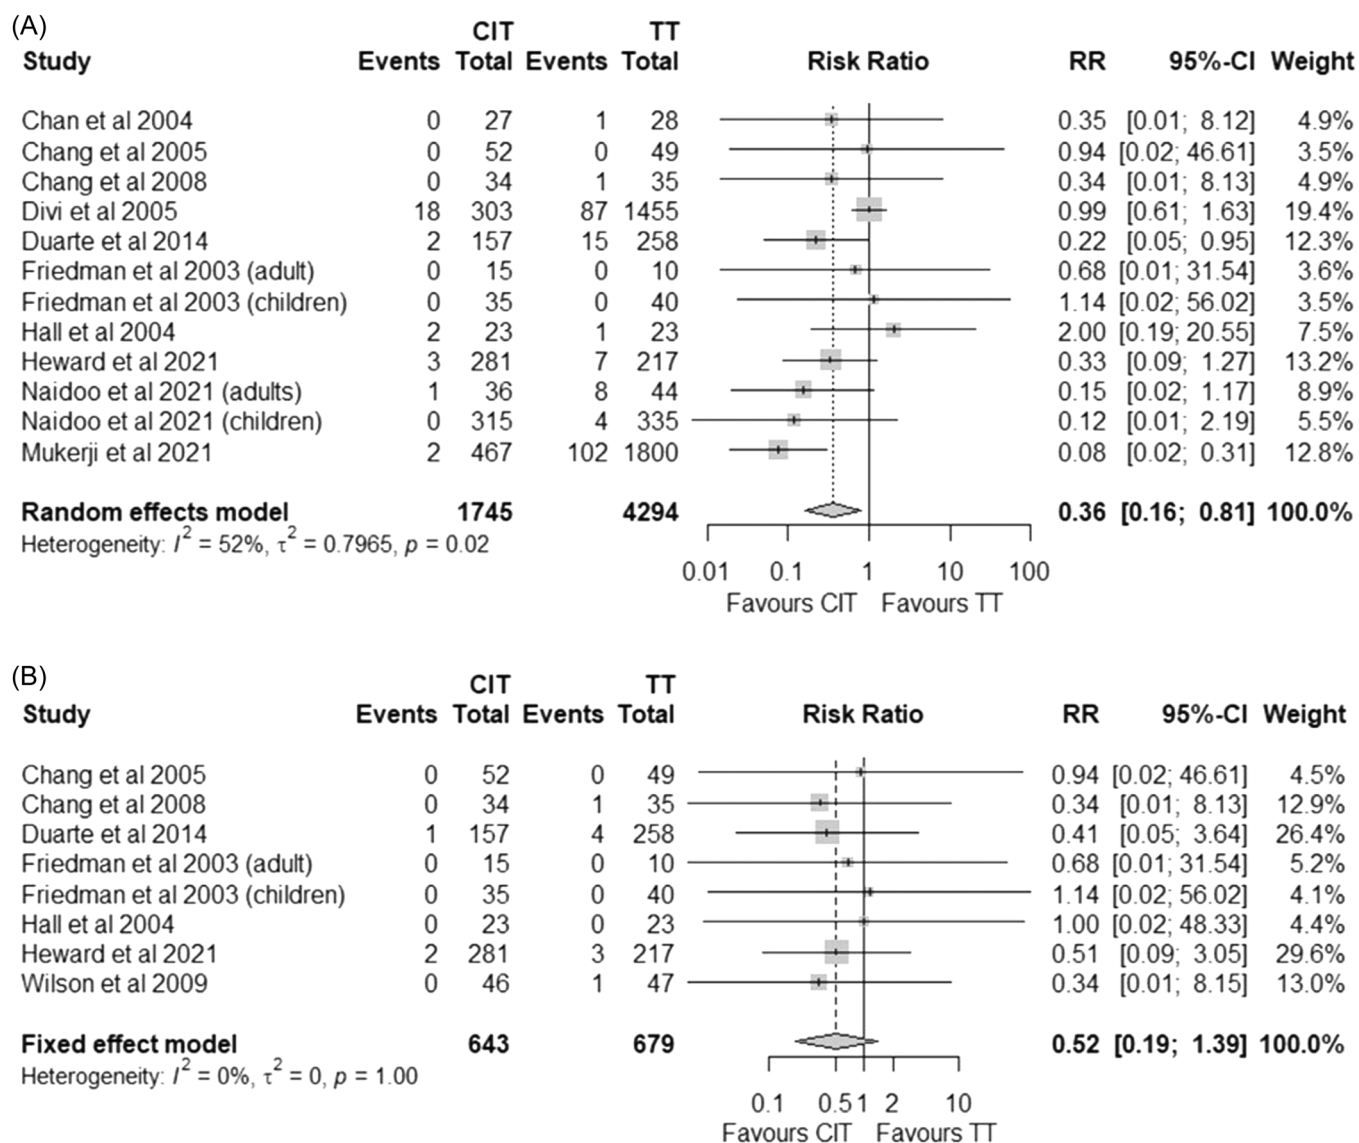 (A)
CIT TT
Study Events Total Events Total Risk Ratio RR 95%-CI Weight
Chan et al 2004 0 27 1 28 0.35 [0.01; 8.12] 4.9%
Chang et al 2005 0 52 0 49 0.94 [0.02; 46.61] 3.5%
Chang et al 2008 0 34 1 35 0.34 [0.01; 8.13] 4.9%
Divi et al 2005 18 303 87 1455 0.99 [0.61; 1.63] 19.4%
Duarte et al 2014 2 157 15 258 0.22 [0.05; 0.95] 12.3%
Friedman et al 2003 (adult) 0 15 0 10 0.68 [0.01; 31.54] 3.6%
Friedman et al 2003 (children) 0 35 0 40 1.14 [0.02; 56.02] 3.5%
Hall et al 2004 2 23 1 23 2.00 [0.19; 20.55] 7.5%
Heward et al 2021 3 281 7 217 0.33 [0.09; 1.27] 13.2%
Naidoo et al 2021 (adults) 1 36 8 44 0.15 [0.02; 1.17] 8.9%
Naidoo et al 2021 (children) 0 315 4 335 0.12 [0.01; 2.19] 5.5%
Mukerji et al 2021 2 467 102 1800 0.08 [0.02; 0.31] 12.8%
Random effects model 1745 4294 0.36 [0.16; 0.81] 100.0%
Heterogeneity: I² = 52%, τ² = 0.7965, p = 0.02
0.01 0.1 1 10 100
Favours CIT Favours TT
(B)
CIT TT
Study Events Total Events Total Risk Ratio RR 95%-CI Weight
Chang et al 2005 0 52 0 49 0.94 [0.02; 46.61] 4.5%
Chang et al 2008 0 34 1 35 0.34 [0.01; 8.13] 12.9%
Duarte et al 2014 1 157 4 258 0.41 [0.05; 3.64] 26.4%
Friedman et al 2003 (adult) 0 15 0 10 0.68 [0.01; 31.54] 5.2%
Friedman et al 2003 (children) 0 35 0 40 1.14 [0.02; 56.02] 4.1%
Hall et al 2004 0 23 0 23 1.00 [0.02; 48.33] 4.4%
Heward et al 2021 2 281 3 217 0.51 [0.09; 3.05] 29.6%
Wilson et al 2009 0 46 1 47 0.34 [0.01; 8.15] 13.0%
Fixed effect model 643 679 0.52 [0.19; 1.39] 100.0%
Heterogeneity: I² = 0%, τ² = 0, p = 1.00
0.1 0.5 1 2 10
Favours CIT Favours TT